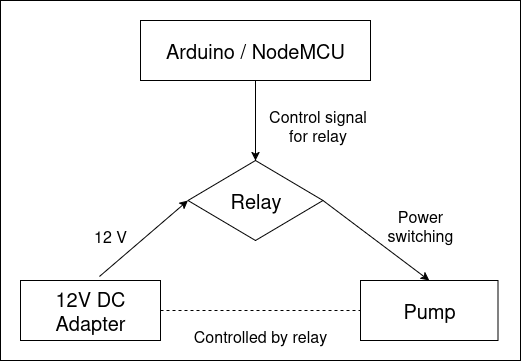 Arduino / NodeMCU
Control signal
for relay
Relay
12 V
Power
switching
12V DC
Adapter
Pump
Controlled by relay